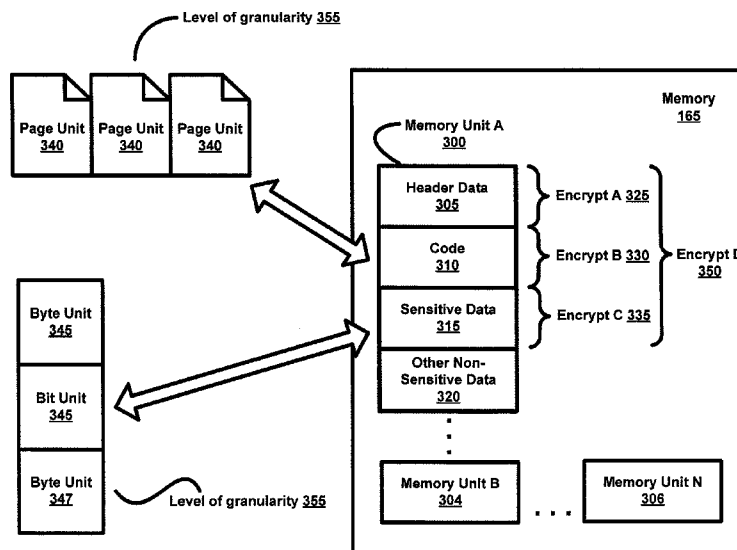 Level of granularity 355
Page Unit
340
Page Unit
340
Page Unit
340
Memory
165
Memory Unit A
300
Header Data
305
Encrypt A 325
Code
310
Encrypt B 330
Encrypt D
350
Sensitive Data
315
Encrypt C 335
Other Non-
Sensitive Data
320
Byte Unit
345
Bit Unit
345
Byte Unit
347
Level of granularity 355
Memory Unit B
304
Memory Unit N
306